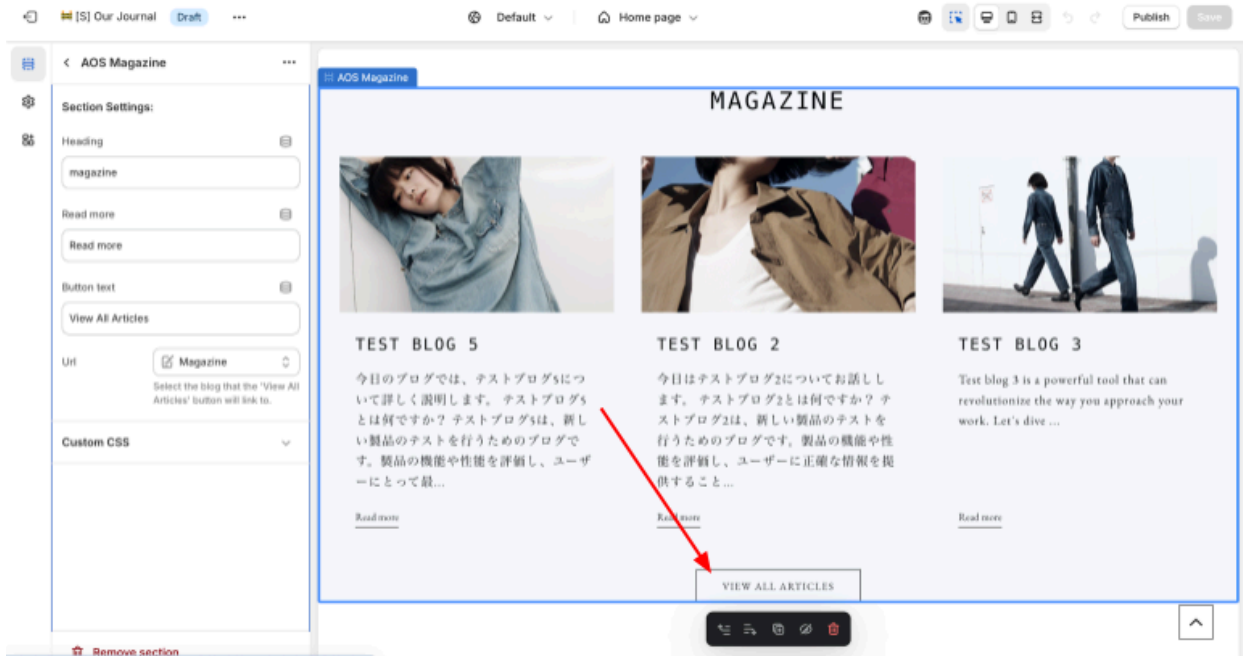 [S] Our Journal
Draft
Default
Home page
Publish
Save
AOS Magazine
Section Settings:
Heading
magazine
Read more
Read more
Button text
View All Articles
Url
Magazine
Select the blog that the 'View All
Articles' button will link to.
Custom CSS
Remove section
AOS Magazine
MAGAZINE
TEST BLOG 5
今日のブログでは、テストブログ5につ
いて詳しく説明します。 テストブログ5
とは何ですか？ テストブログ5は、新し
い製品のテストを行うためのブログで
す。製品の機能や性能を評価し、ユーザ
ーにとって最...
Read more
TEST BLOG 2
今日はテストブログ2についてお話しし
ます。 テストブログ2とは何ですか？ テ
ストブログ2は、新しい製品のテストを
行うためのブログです。製品の機能や性
能を評価し、ユーザーに正確な情報を提
供すること...
Read more
TEST BLOG 3
Test blog 3 is a powerful tool that can
revolutionize the way you approach your
work. Let's dive ...
Read more
VIEW ALL ARTICLES